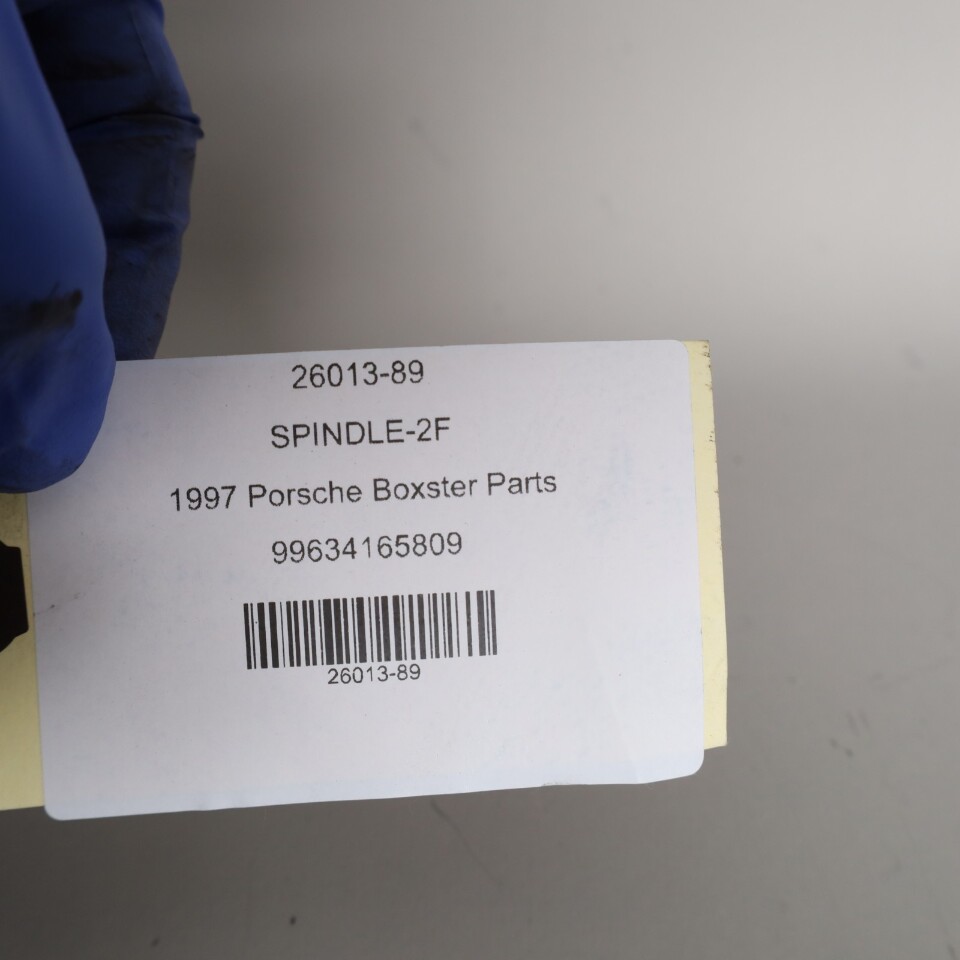 26013-89
SPINDLE-2F
1997 Porsche Boxster Parts
99634165809
26013-89